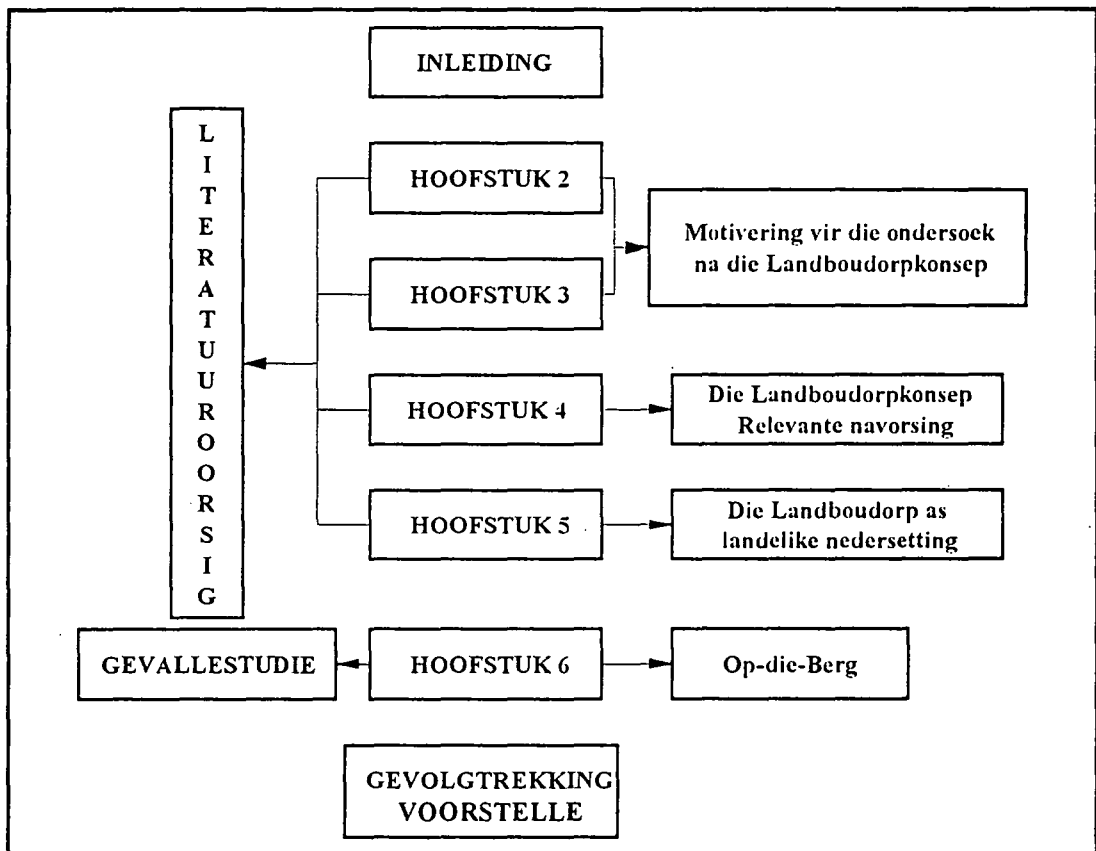 INLEIDING
LITERATUUROORSIG
HOOFSTUK 2
HOOFSTUK 3
Motivering vir die ondersoek
na die Landboudorpkonsep
HOOFSTUK 4
Die Landboudorpkonsep
Relevante navorsing
HOOFSTUK 5
Die Landboudorp as
landelike nedersetting
GEVALLESTUDIE
HOOFSTUK 6
Op-die-Berg
GEVOLGTREKKING
VOORSTELLE